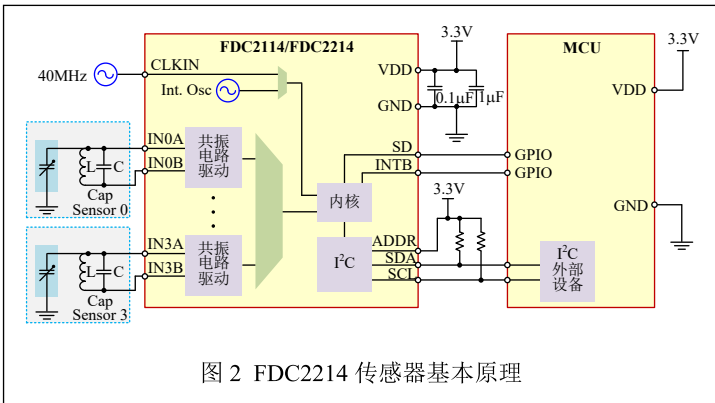 FDC2114/FDC2214
3.3V
MCU
3.3V
40MHz
CLKIN
Int. Osc
VDD
0.1μF
1μF
GND
VDD
IN0A
IN0B
L
C
Cap
Sensor 0
共振
电路
驱动
SD
INTB
GPIO
GPIO
内核
3.3V
GND
IN3A
IN3B
L
C
Cap
Sensor 3
共振
电路
驱动
I²C
ADDR
SDA
SCL
I²C
外部
设备
图 2 FDC2214 传感器基本原理